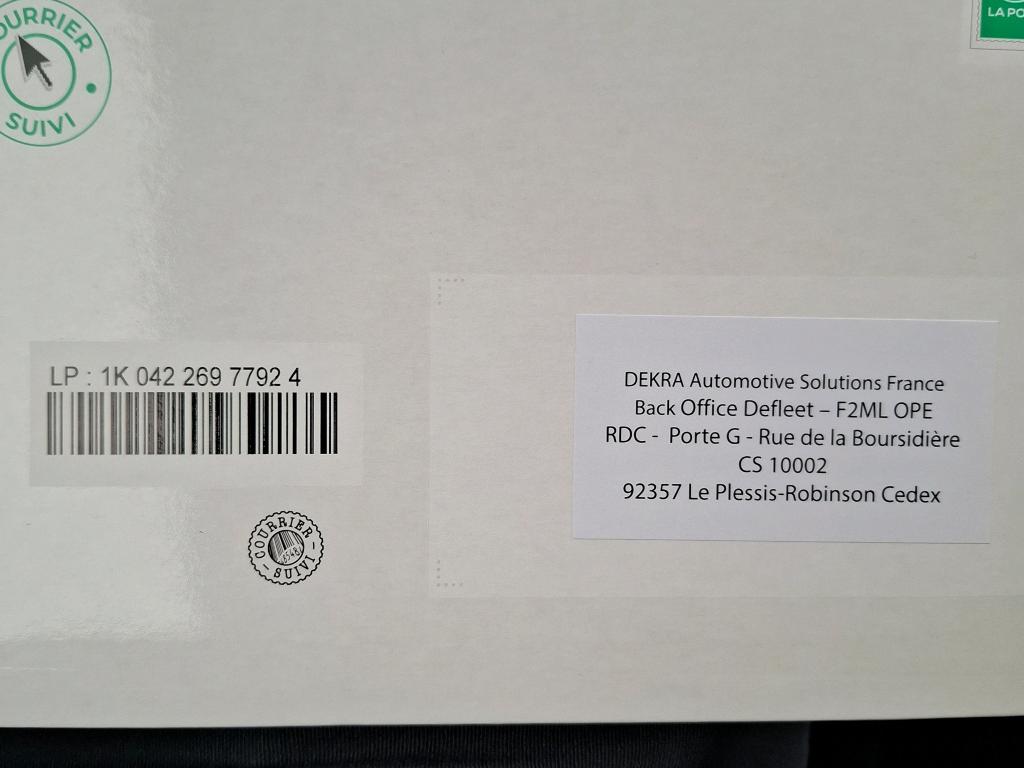 COURRIER
SUIVI
LA PO
LP : 1K 042 269 7792 4
COURRIER
SUIVI
DEKRA Automotive Solutions France
Back Office Defleet – F2ML OPE
RDC - Porte G - Rue de la Boursidière
CS 10002
92357 Le Plessis-Robinson Cedex